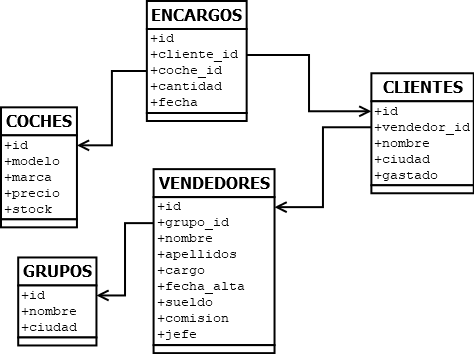 ENCARGOS
+id
+cliente_id
+coche_id
+cantidad
+fecha
CLIENTES
+id
+vendedor_id
+nombre
+ciudad
+gastado
COCHES
+id
+modelo
+marca
+precio
+stock
VENDEDORES
+id
+grupo_id
+nombre
+apellidos
+cargo
+fecha_alta
+sueldo
+comision
+jefe
GRUPOS
+id
+nombre
+ciudad